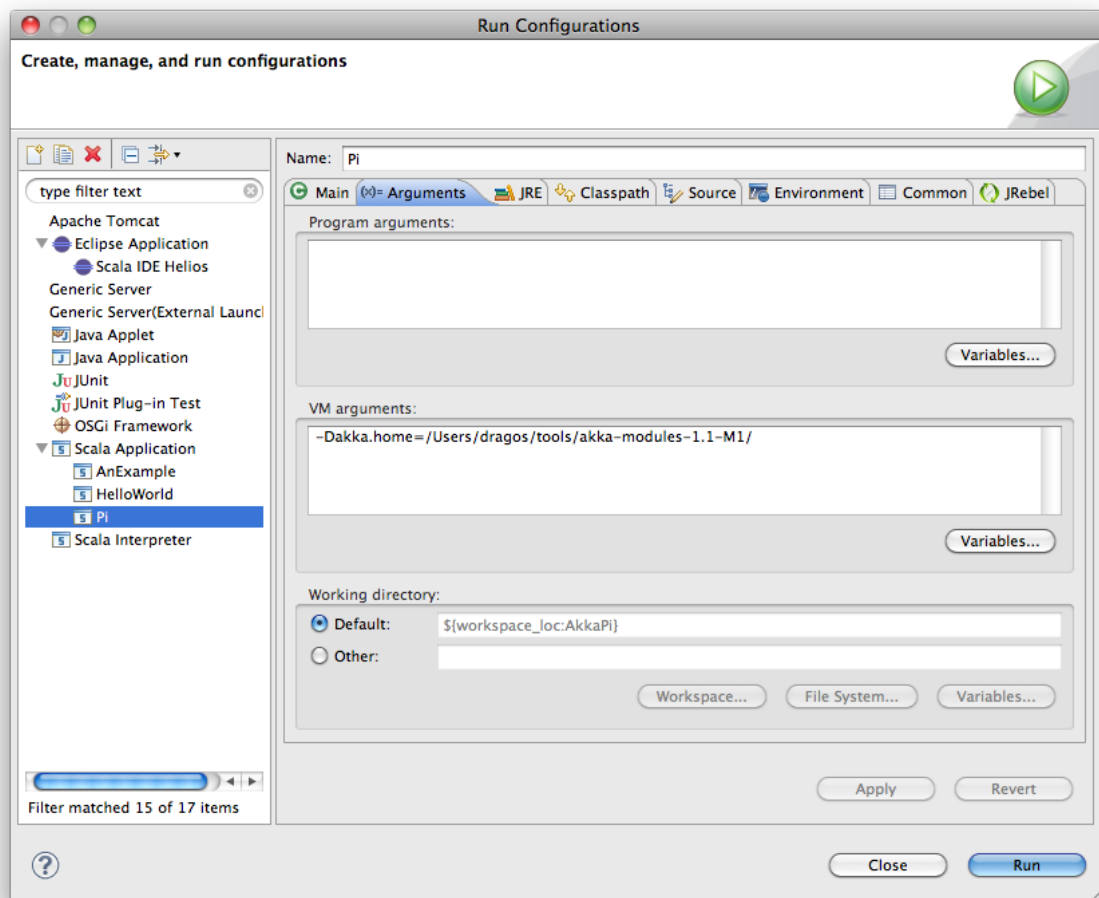 Run Configurations
Create, manage, and run configurations
type filter text
Apache Tomcat
Eclipse Application
Scala IDE Helios
Generic Server
Generic Server(External Launcl
Java Applet
Java Application
JUnit
JUnit Plug-in Test
OSGi Framework
Scala Application
AnExample
HelloWorld
Pi
Scala Interpreter
Filter matched 15 of 17 items
Name: Pi
Main (x)= Arguments JRE Classpath Source Environment Common JRebel
Program arguments:
Variables...
VM arguments:
-Dakka.home=/Users/dragos/tools/akka-modules-1.1-M1/
Variables...
Working directory:
Default: ${workspace_loc:AkkaPi}
Other:
Workspace... File System... Variables...
Apply Revert
? Close Run